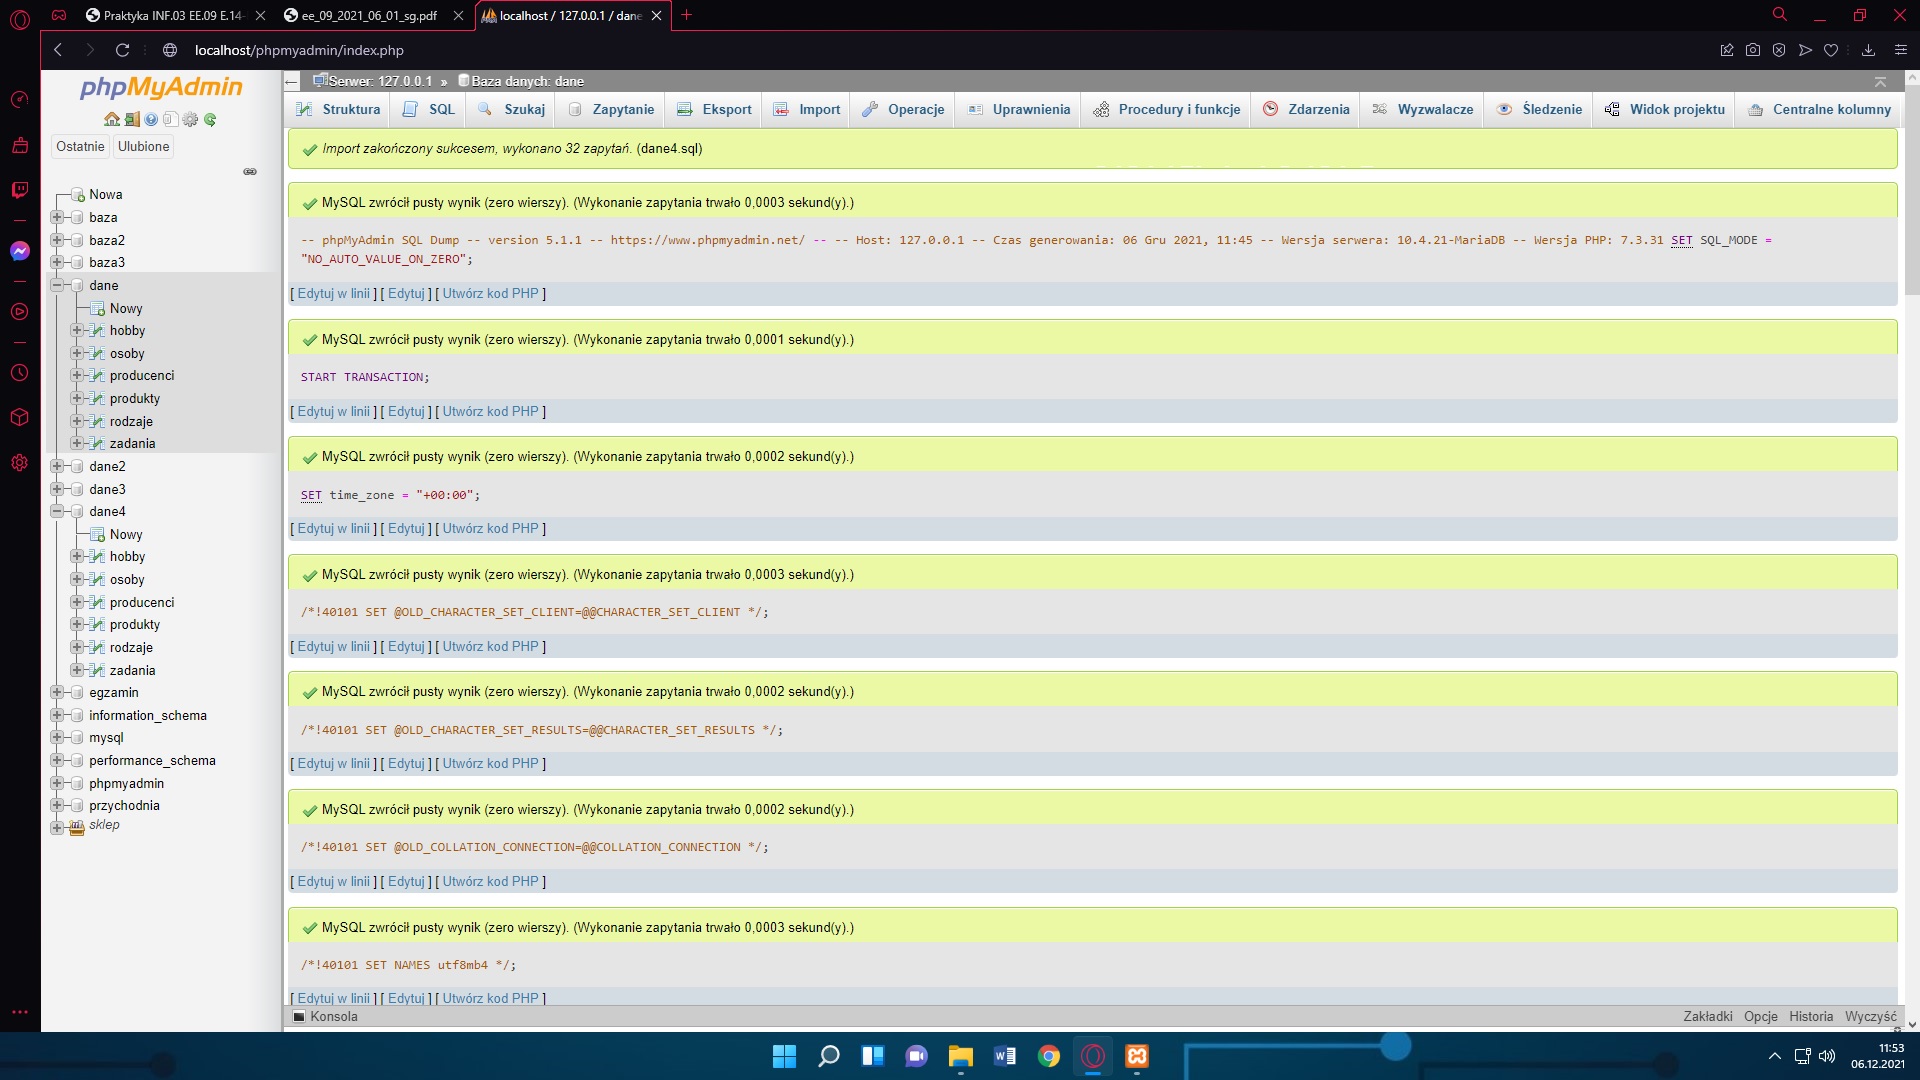 Praktyka INF.03 EE.09 E.14-
ee_09_2021_06_01_sg.pdf
localhost / 127.0.0.1 / dane
localhost/phpmyadmin/index.php
phpMyAdmin
Ostatnie Ulubione
Nowa
baza
baza2
baza3
dane
Nowy
hobby
osoby
producenci
produkty
rodzaje
zadania
dane2
dane3
dane4
Nowy
hobby
osoby
producenci
produkty
rodzaje
zadania
egzamin
information_schema
mysql
performance_schema
phpmyadmin
przychodnia
sklep
Serwer: 127.0.0.1 » Baza danych: dane
Struktura SQL Szukaj Zapytanie Eksport Import Operacje Uprawnienia Procedury i funkcje Zdarzenia Wyzwalacze Śledzenie Widok projektu Centralne kolumny
Import zakończony sukcesem, wykonano 32 zapytań. (dane4.sql)
MySQL zwrócił pusty wynik (zero wierszy). (Wykonanie zapytania trwało 0,0003 sekund(y).)
-- phpMyAdmin SQL Dump -- version 5.1.1 -- https://www.phpmyadmin.net/ -- -- Host: 127.0.0.1 -- Czas generowania: 06 Gru 2021, 11:45 -- Wersja serwera: 10.4.21-MariaDB -- Wersja PHP: 7.3.31 SET SQL_MODE =
"NO_AUTO_VALUE_ON_ZERO";
[ Edytuj w linii ] [ Edytuj ] [ Utwórz kod PHP ]
MySQL zwrócił pusty wynik (zero wierszy). (Wykonanie zapytania trwało 0,0001 sekund(y).)
START TRANSACTION;
[ Edytuj w linii ] [ Edytuj ] [ Utwórz kod PHP ]
MySQL zwrócił pusty wynik (zero wierszy). (Wykonanie zapytania trwało 0,0002 sekund(y).)
SET time_zone = "+00:00";
[ Edytuj w linii ] [ Edytuj ] [ Utwórz kod PHP ]
MySQL zwrócił pusty wynik (zero wierszy). (Wykonanie zapytania trwało 0,0003 sekund(y).)
/*!40101 SET @OLD_CHARACTER_SET_CLIENT=@@CHARACTER_SET_CLIENT */;
[ Edytuj w linii ] [ Edytuj ] [ Utwórz kod PHP ]
MySQL zwrócił pusty wynik (zero wierszy). (Wykonanie zapytania trwało 0,0002 sekund(y).)
/*!40101 SET @OLD_CHARACTER_SET_RESULTS=@@CHARACTER_SET_RESULTS */;
[ Edytuj w linii ] [ Edytuj ] [ Utwórz kod PHP ]
MySQL zwrócił pusty wynik (zero wierszy). (Wykonanie zapytania trwało 0,0002 sekund(y).)
/*!40101 SET @OLD_COLLATION_CONNECTION=@@COLLATION_CONNECTION */;
[ Edytuj w linii ] [ Edytuj ] [ Utwórz kod PHP ]
MySQL zwrócił pusty wynik (zero wierszy). (Wykonanie zapytania trwało 0,0003 sekund(y).)
/*!40101 SET NAMES utf8mb4 */;
[ Edytuj w linii ] [ Edytuj ] [ Utwórz kod PHP ]
Konsola
Zakładki Opcje Historia Wyczyść
11:53
06.12.2021